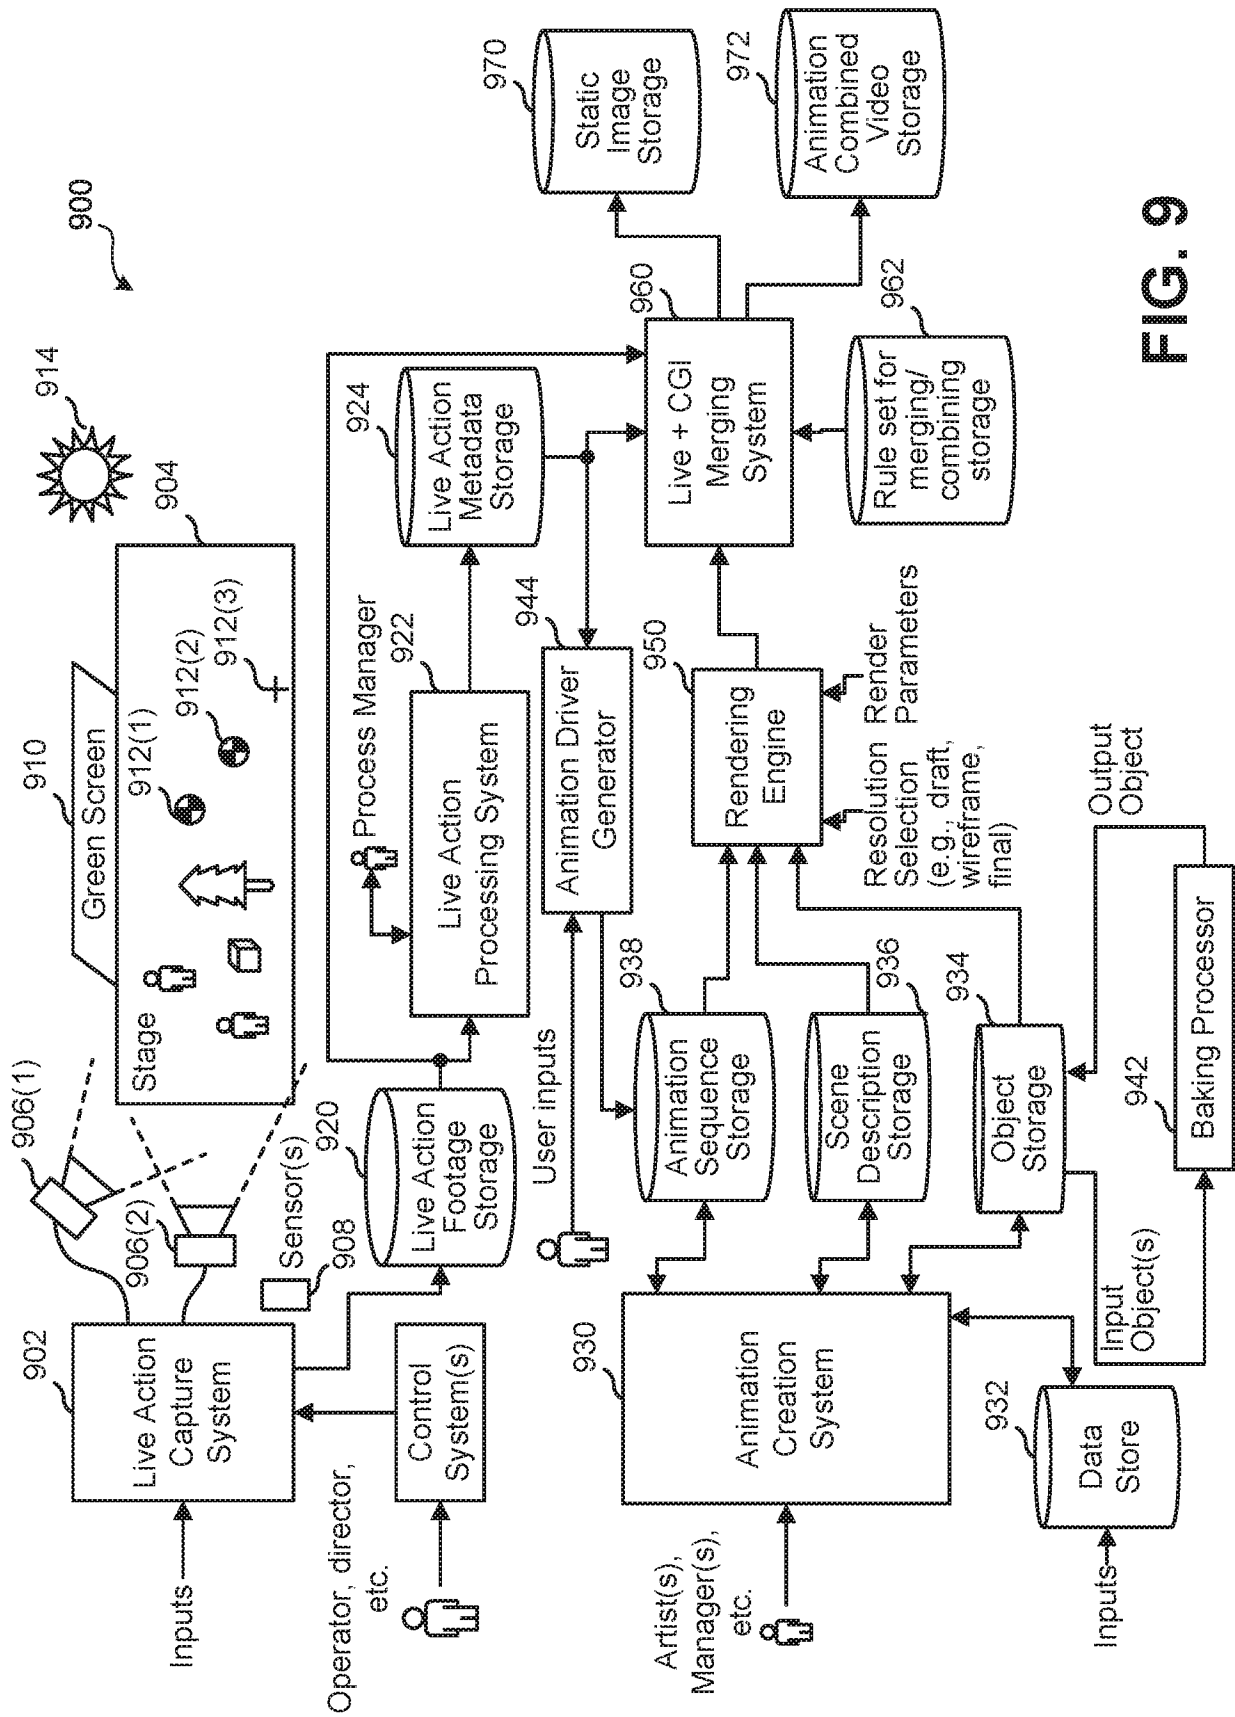 900
914
904
Green Screen
910
912(1)
912(2)
912(3)
Stage
906(1)
906(2)
Sensor(s)
908
902
Live Action
Capture
System
Inputs
Operator, director,
etc.
Control
System(s)
920
Live Action
Footage
Storage
Process Manager
922
Live Action
Processing System
924
Live Action
Metadada
Storage
User inputs
944
Animation Driver
Generator
930
Animation
Creation
System
Artist(s),
Manager(s),
etc.
932
Data
Store
Inputs
938
Animation
Sequence
Storage
936
Scene
Description
Storage
934
Object
Storage
Input
Object(s)
942
Baking Processor
Output
Object
950
Rendering
Engine
Resolution
Selection
(e.g., draft,
wireframe,
final)
Render
Parameters
960
Live + CGI
Merging
System
962
Rule set for
merging/
combining
storage
970
Static
Image
Storage
972
Animation
Combined
Video
Storage
FIG. 9